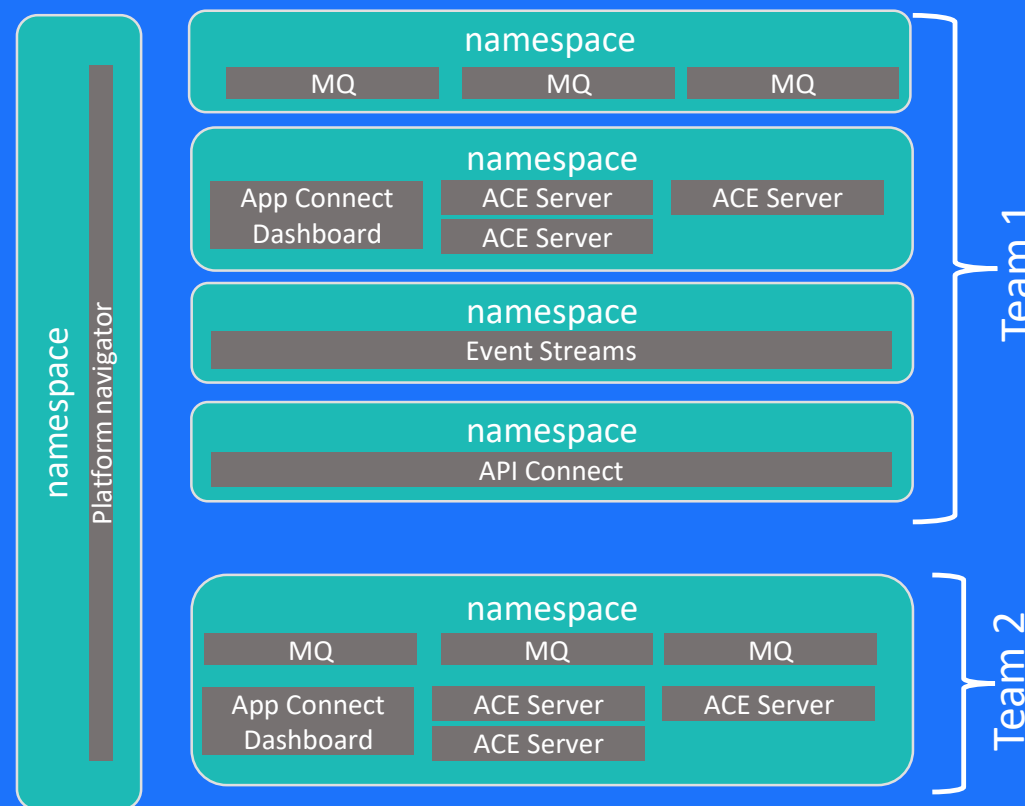 namespace
Platform navigator
namespace
MQ MQ MQ
namespace
App Connect
Dashboard
ACE Server
ACE Server
ACE Server
namespace
Event Streams
namespace
API Connect
Team 1
namespace
MQ MQ MQ
App Connect
Dashboard
ACE Server
ACE Server
ACE Server
Team 2